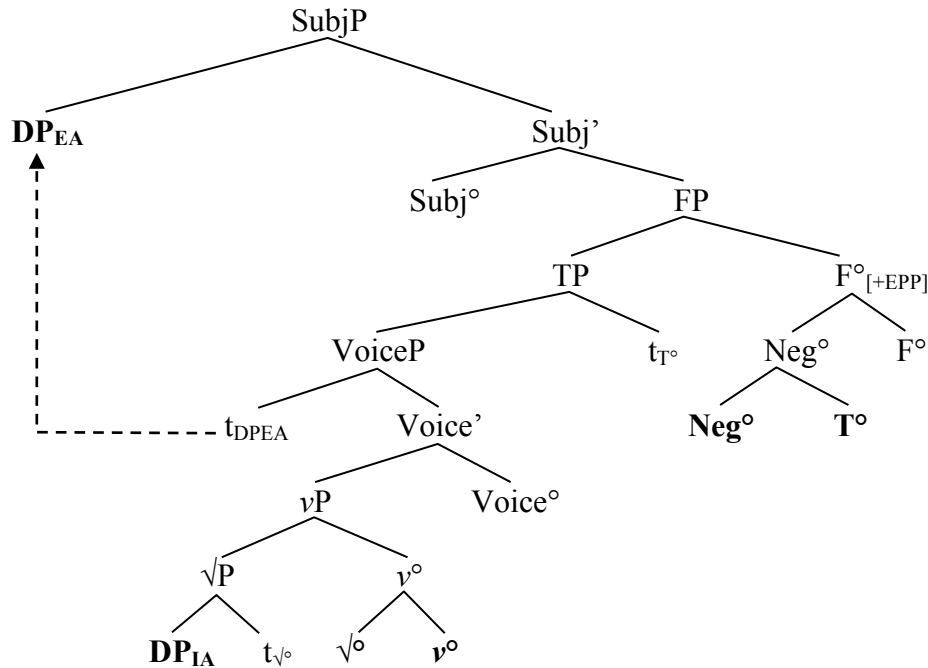 SubjP
DP_EA Subj’
Subj° FP
TP F°[+EPP]
VoiceP t_T° Neg° F°
t_DPEA Voice’ Neg° T°
vP Voice°
√P v°
DP_IA t_√° √° v°